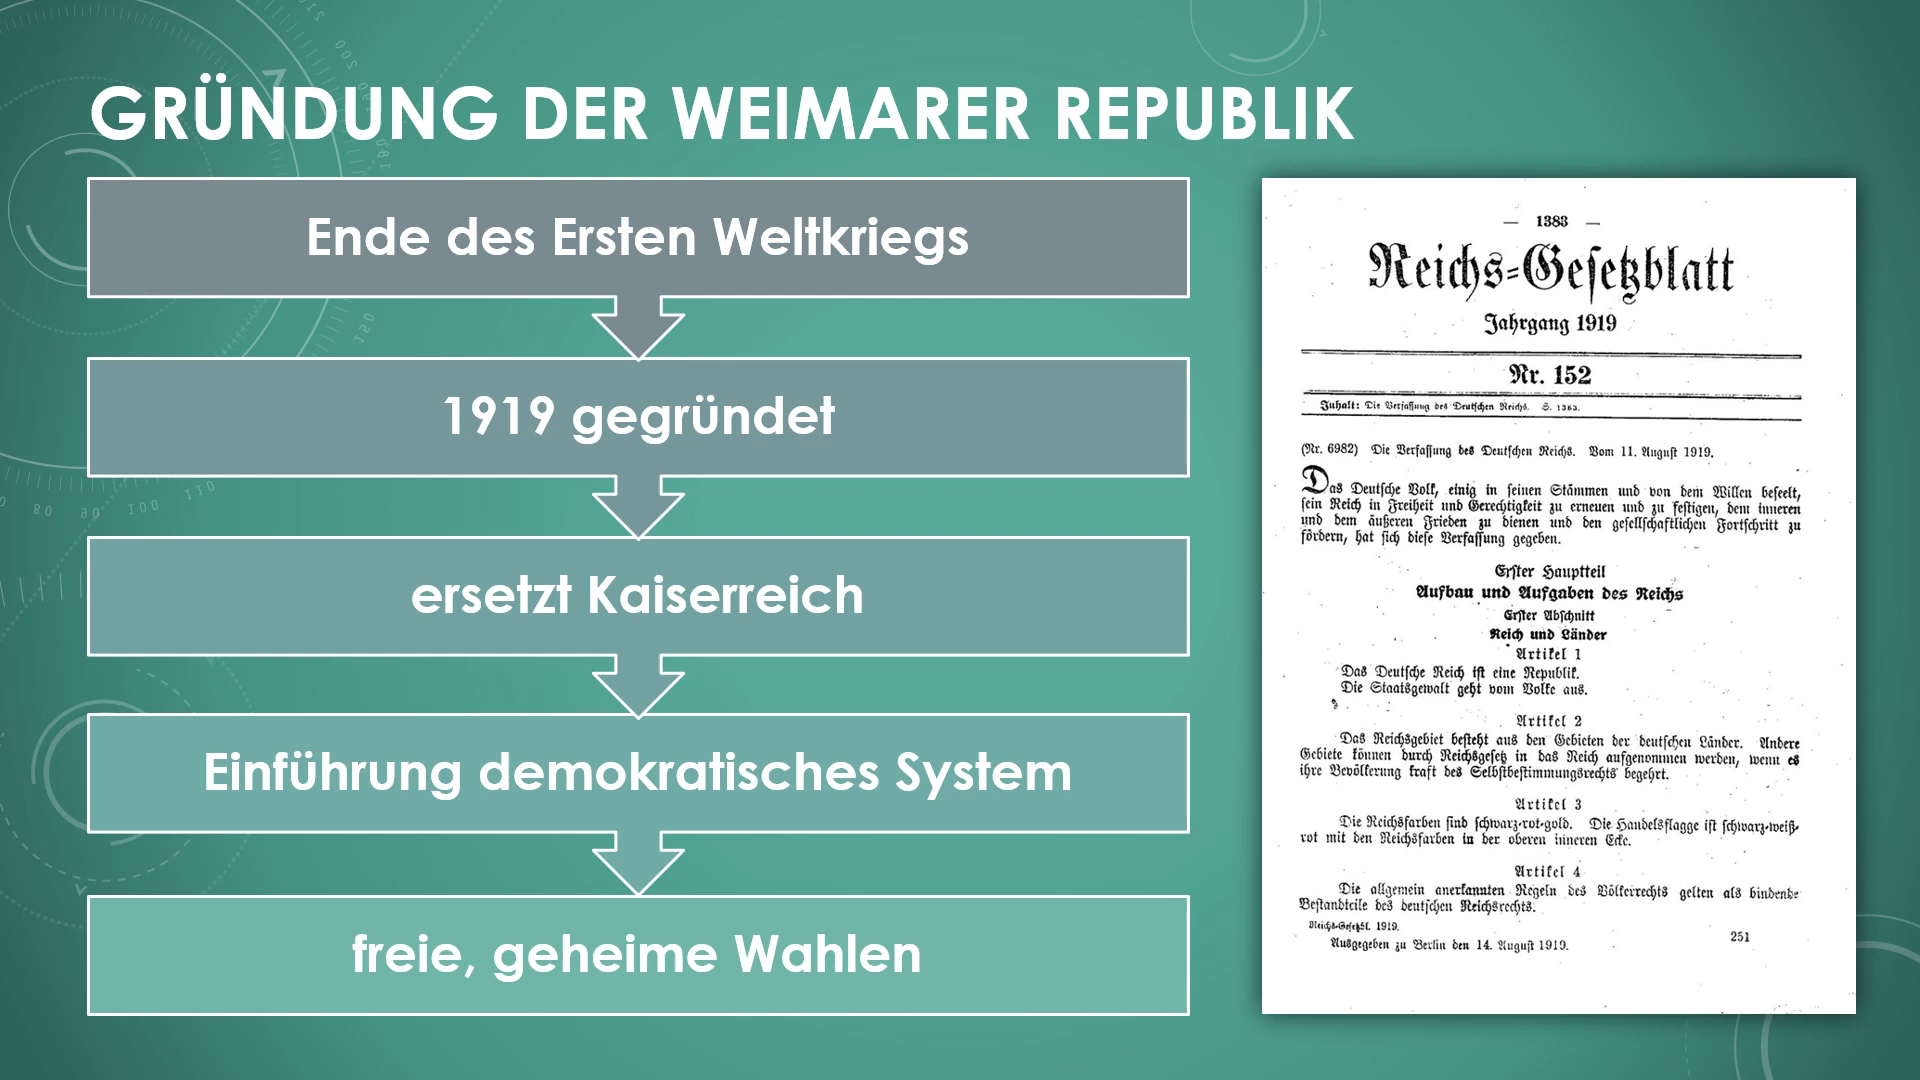 GRÜNDUNG DER WEIMARER REPUBLIK
Ende des Ersten Weltkriegs
1919 gegründet
ersetzt Kaiserreich
Einführung demokratisches System
freie, geheime Wahlen
— 1383 —
Reichs-Geſetzblatt
Jahrgang 1919
Nr. 152
Inhalt: Die Verfaſſung des Deutſchen Reichs. S. 1383.
(Nr. 6982) Die Verfaſſung des Deutſchen Reichs. Vom 11. Auguſt 1919.
Das Deutſche Volk, einig in ſeinen Stämmen und von dem Willen beſeelt,
ſein Reich in Freiheit und Gerechtigkeit zu erneuen und zu feſtigen, dem inneren
und dem äußeren Frieden zu dienen und den geſellſchaftlichen Fortſchritt zu
fördern, hat ſich dieſe Verfaſſung gegeben.
Erſter Hauptteil
Aufbau und Aufgaben des Reichs
Erſter Abſchnitt
Reich und Länder
Artikel 1
Das Deutſche Reich iſt eine Republik.
Die Staatsgewalt geht vom Volke aus.
Artikel 2
Das Reichsgebiet beſteht aus den Gebieten der deutſchen Länder. Andere
Gebiete können durch Reichsgeſetz in das Reich aufgenommen werden, wenn es
ihre Bevölkerung kraft des Selbſtbeſtimmungsrechts begehrt.
Artikel 3
Die Reichsfarben ſind ſchwarz-rot-gold. Die Handelsflagge iſt ſchwarz-weiß-
rot mit den Reichsfarben in der oberen inneren Ecke.
Artikel 4
Die allgemein anerkannten Regeln des Völkerrechts gelten als bindende
Beſtandteile des deutſchen Reichsrechts.
Reichs-Geſetzbl. 1919.
251
Ausgegeben zu Berlin den 14. Auguſt 1919.